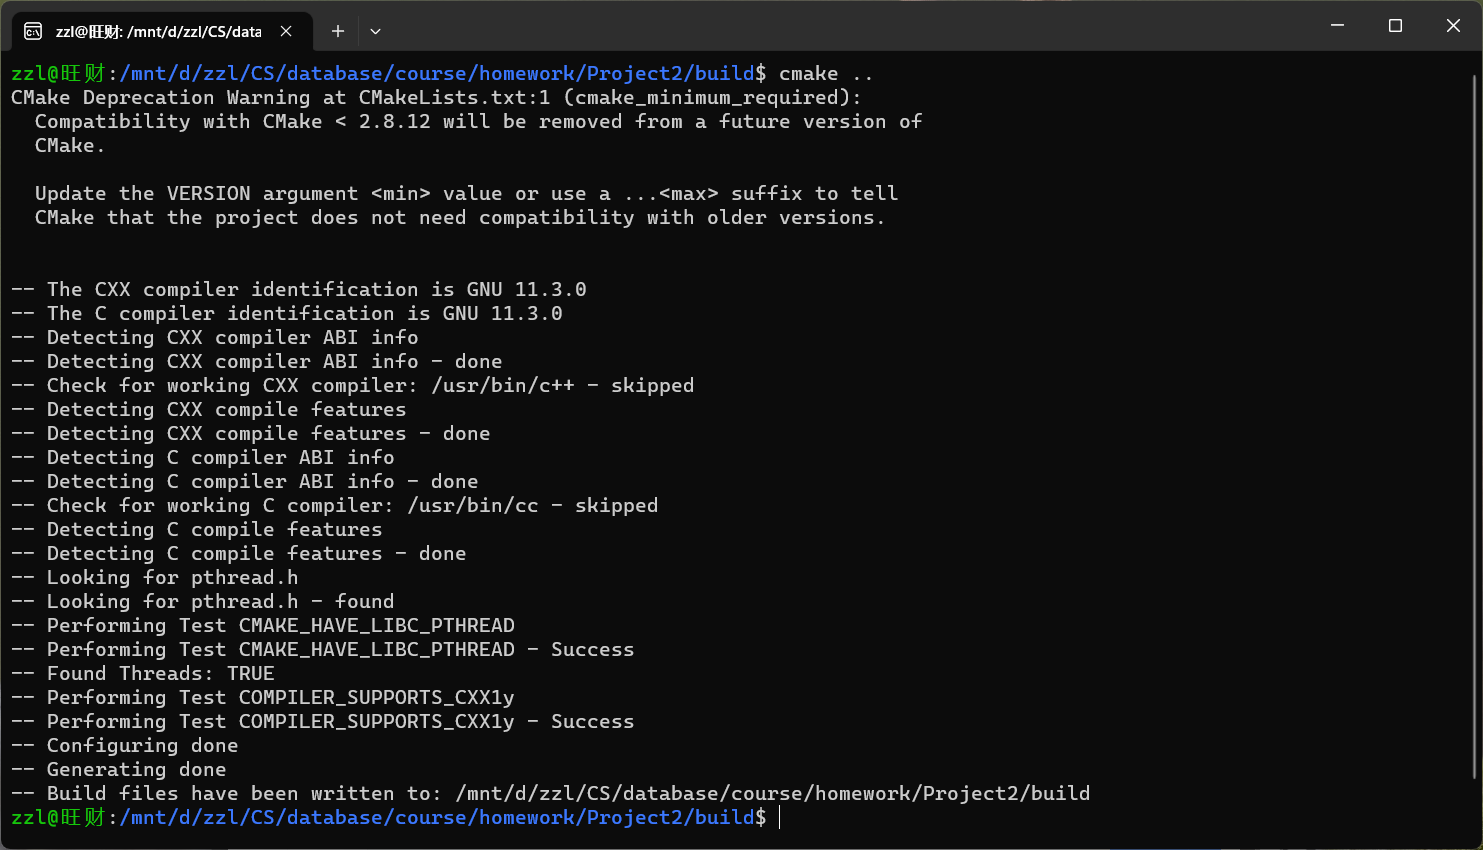 zzl@旺财: /mnt/d/zzl/CS/data
zzl@旺财:/mnt/d/zzl/CS/database/course/homework/Project2/build$ cmake ..
CMake Deprecation Warning at CMakeLists.txt:1 (cmake_minimum_required):
  Compatibility with CMake < 2.8.12 will be removed from a future version of
  CMake.

  Update the VERSION argument <min> value or use a ...<max> suffix to tell
  CMake that the project does not need compatibility with older versions.


-- The CXX compiler identification is GNU 11.3.0
-- The C compiler identification is GNU 11.3.0
-- Detecting CXX compiler ABI info
-- Detecting CXX compiler ABI info - done
-- Check for working CXX compiler: /usr/bin/c++ - skipped
-- Detecting CXX compile features
-- Detecting CXX compile features - done
-- Detecting C compiler ABI info
-- Detecting C compiler ABI info - done
-- Check for working C compiler: /usr/bin/cc - skipped
-- Detecting C compile features
-- Detecting C compile features - done
-- Looking for pthread.h
-- Looking for pthread.h - found
-- Performing Test CMAKE_HAVE_LIBC_PTHREAD
-- Performing Test CMAKE_HAVE_LIBC_PTHREAD - Success
-- Found Threads: TRUE
-- Performing Test COMPILER_SUPPORTS_CXX1y
-- Performing Test COMPILER_SUPPORTS_CXX1y - Success
-- Configuring done
-- Generating done
-- Build files have been written to: /mnt/d/zzl/CS/database/course/homework/Project2/build
zzl@旺财:/mnt/d/zzl/CS/database/course/homework/Project2/build$